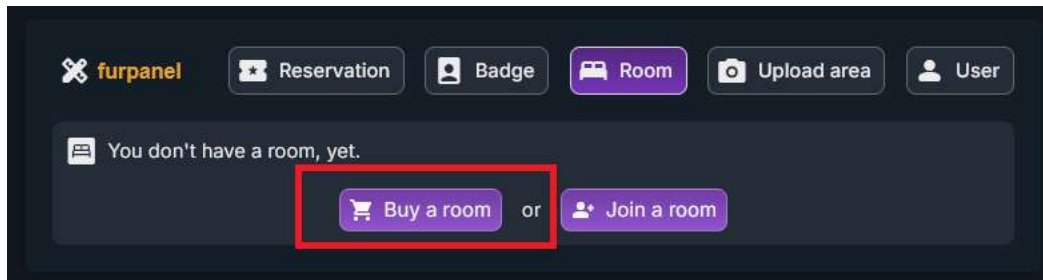 furpanel Reservation Badge Room Upload area User
You don't have a room, yet.
Buy a room or Join a room